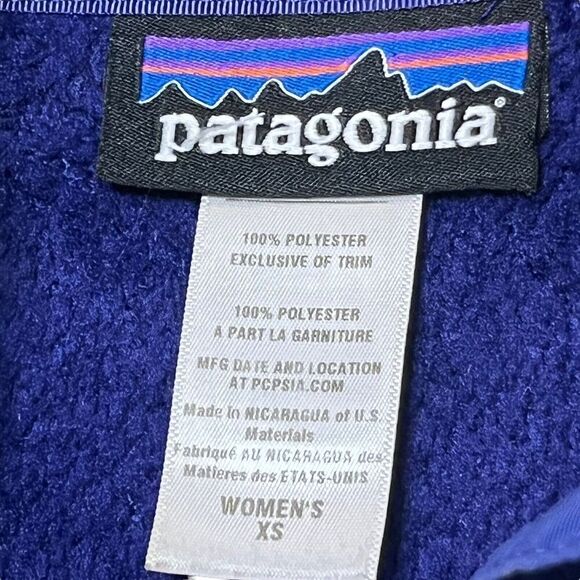 patagonia®
100% POLYESTER
EXCLUSIVE OF TRIM
100% POLYESTER
A PART LA GARNITURE
MFG DATE AND LOCATION
AT PCPSIA.COM
Made in NICARAGUA of U.S.
Materials
Fabriqué AU NICARAGUA des
Matieres des ETATS-UNIS
WOMEN'S
XS